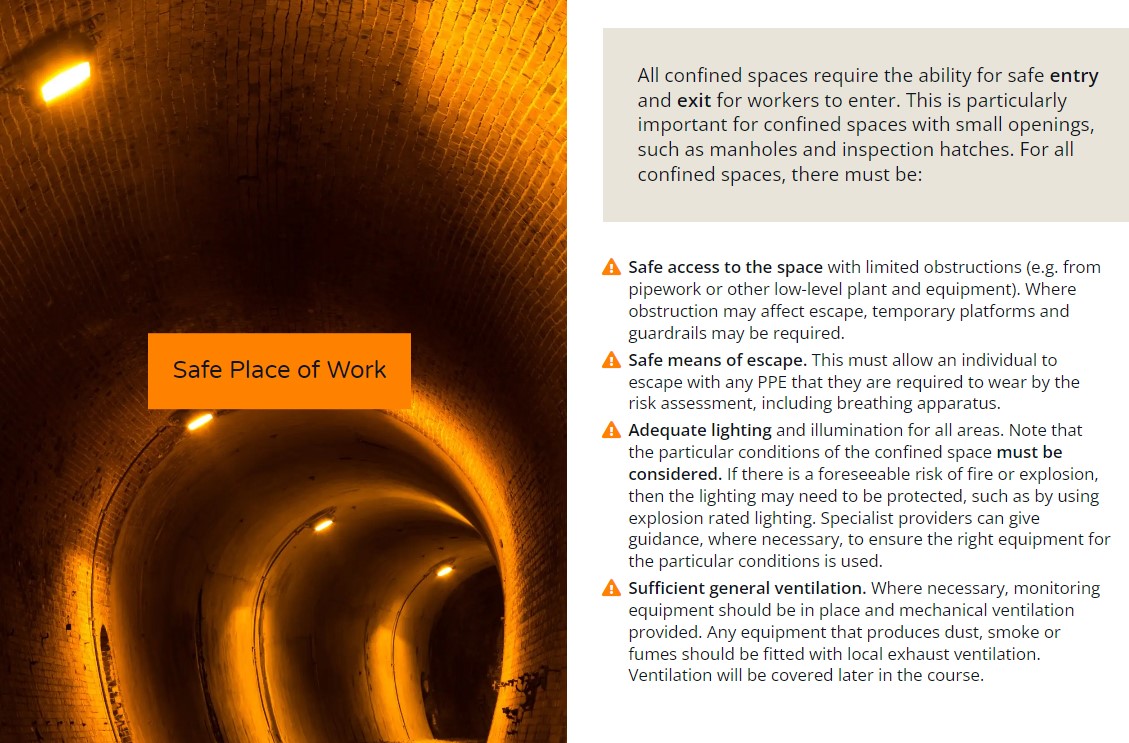 Safe Place of Work
All confined spaces require the ability for safe entry
and exit for workers to enter. This is particularly
important for confined spaces with small openings,
such as manholes and inspection hatches. For all
confined spaces, there must be:
Safe access to the space with limited obstructions (e.g. from
pipework or other low-level plant and equipment). Where
obstruction may affect escape, temporary platforms and
guardrails may be required.
Safe means of escape. This must allow an individual to
escape with any PPE that they are required to wear by the
risk assessment, including breathing apparatus.
Adequate lighting and illumination for all areas. Note that
the particular conditions of the confined space must be
considered. If there is a foreseeable risk of fire or explosion,
then the lighting may need to be protected, such as by using
explosion rated lighting. Specialist providers can give
guidance, where necessary, to ensure the right equipment for
the particular conditions is used.
Sufficient general ventilation. Where necessary, monitoring
equipment should be in place and mechanical ventilation
provided. Any equipment that produces dust, smoke or
fumes should be fitted with local exhaust ventilation.
Ventilation will be covered later in the course.